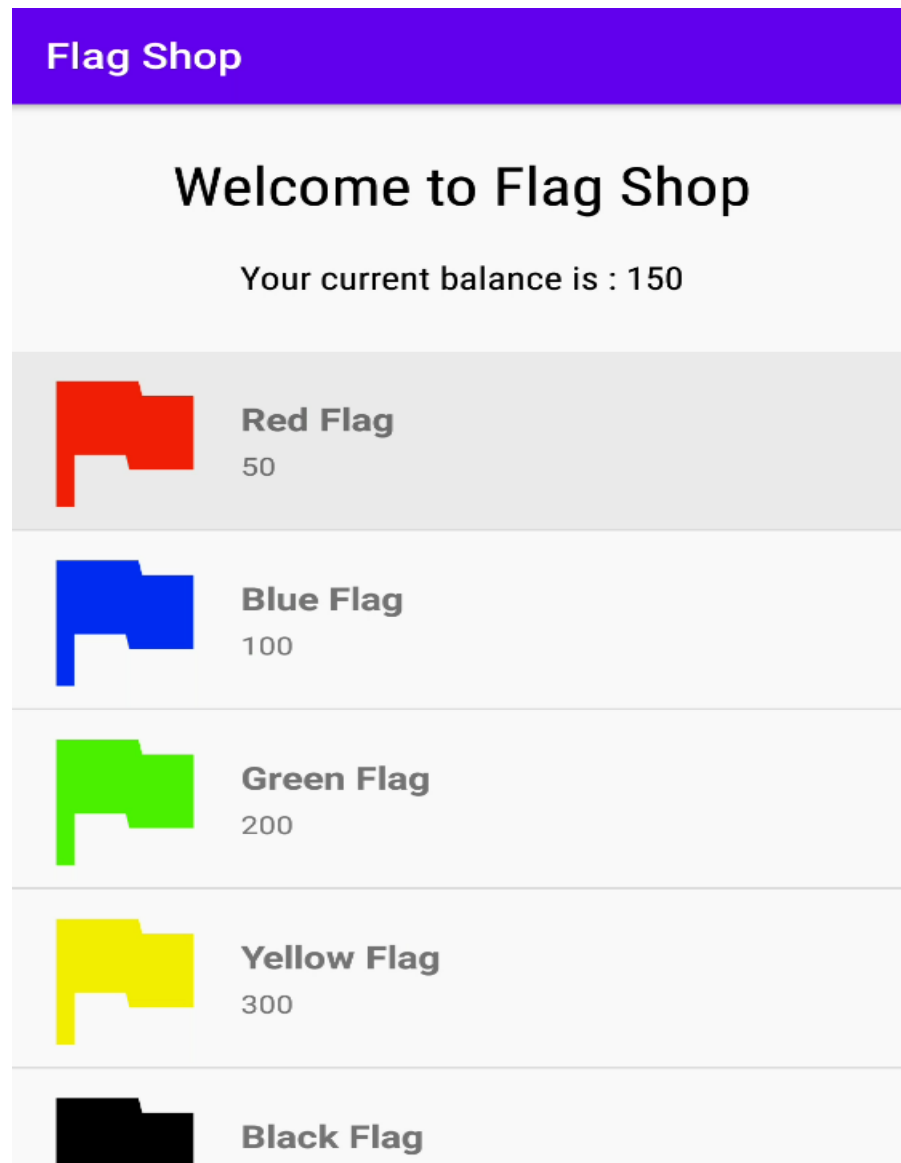 Flag Shop
Welcome to Flag Shop
Your current balance is : 150
Red Flag
50
Blue Flag
100
Green Flag
200
Yellow Flag
300
Black Flag